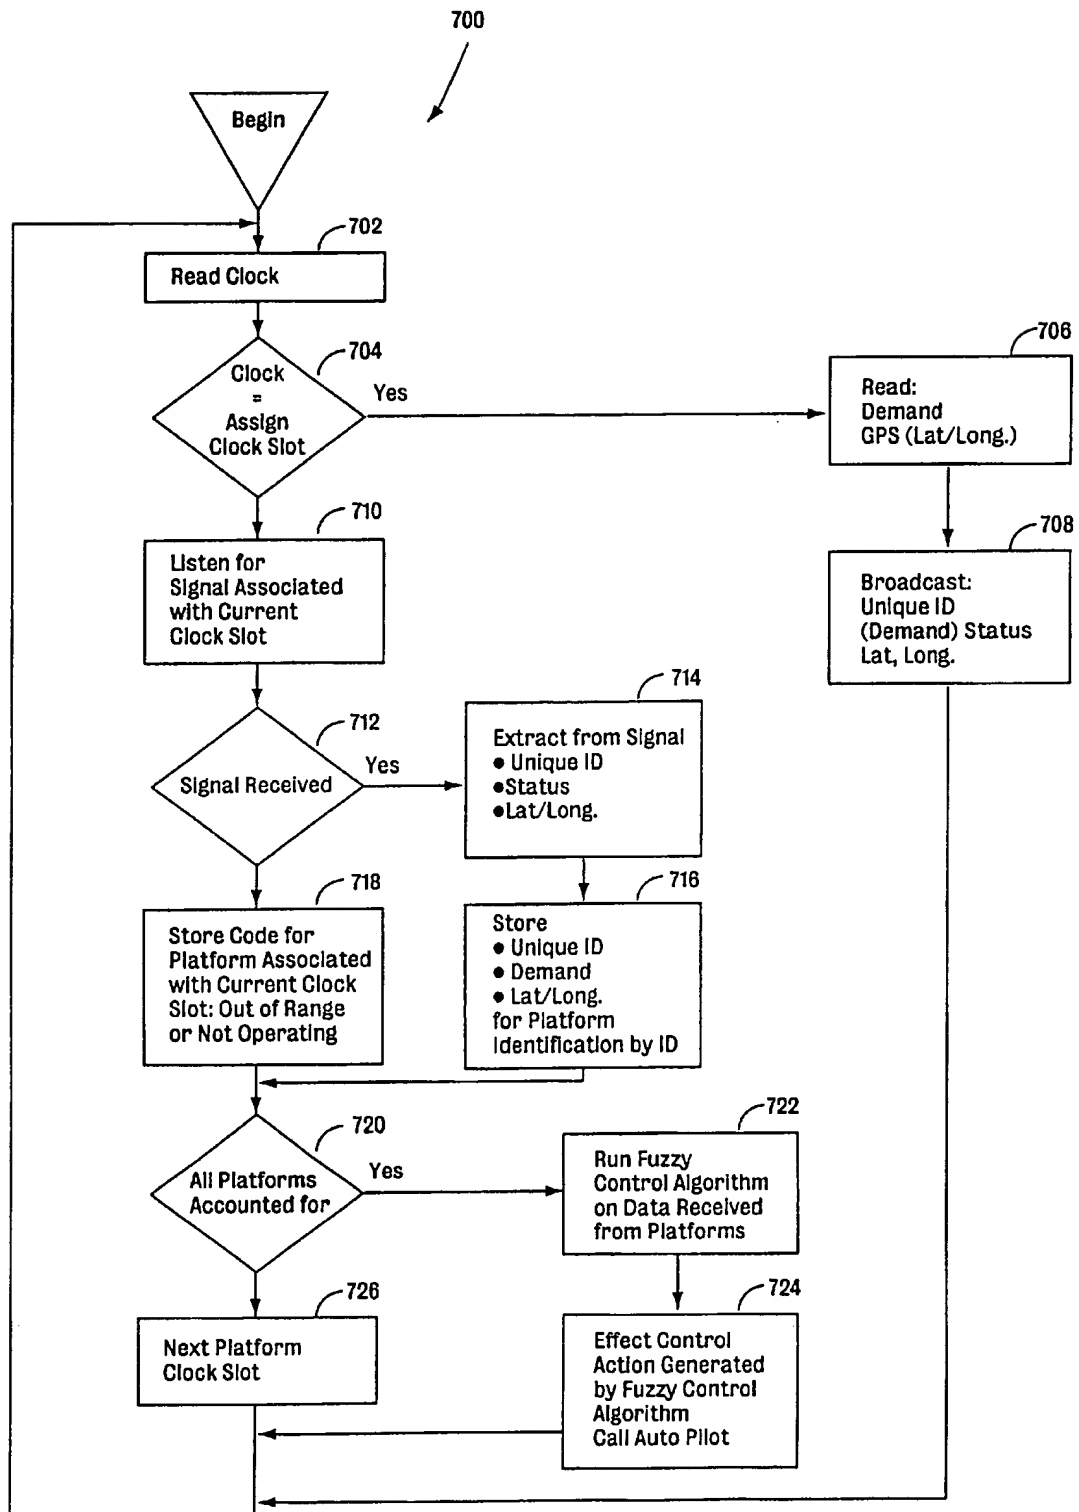 700
Begin
702
Read Clock
704
Clock
=
Assign
Clock Slot
Yes
706
Read:
Demand
GPS (Lat/Long.)
708
Broadcast:
Unique ID
(Demand) Status
Lat, Long.
710
Listen for
Signal Associated
with Current
Clock Slot
712
Signal Received
Yes
714
Extract from Signal
• Unique ID
•Status
•Lat/Long.
716
Store
• Unique ID
• Demand
• Lat/Long.
for Platform
Identification by ID
718
Store Code for
Platform Associated
with Current Clock
Slot: Out of Range
or Not Operating
720
All Platforms
Accounted for
Yes
722
Run Fuzzy
Control Algorithm
on Data Received
from Platforms
724
Effect Control
Action Generated
by Fuzzy Control
Algorithm
Call Auto Pilot
726
Next Platform
Clock Slot